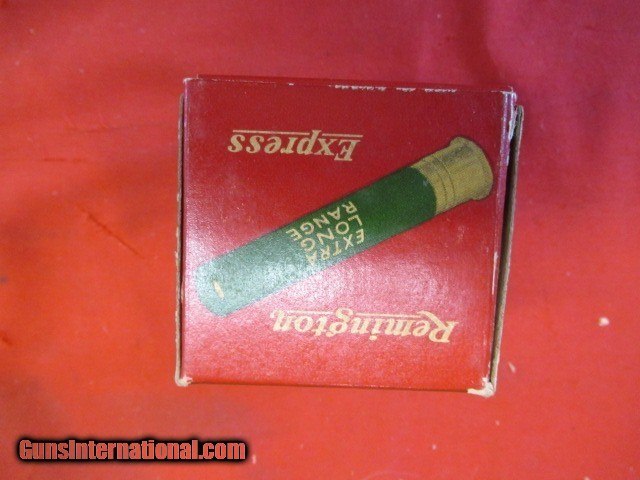 Remington
EXTRA
LONG
RANGE
Express
GunsInternational.com